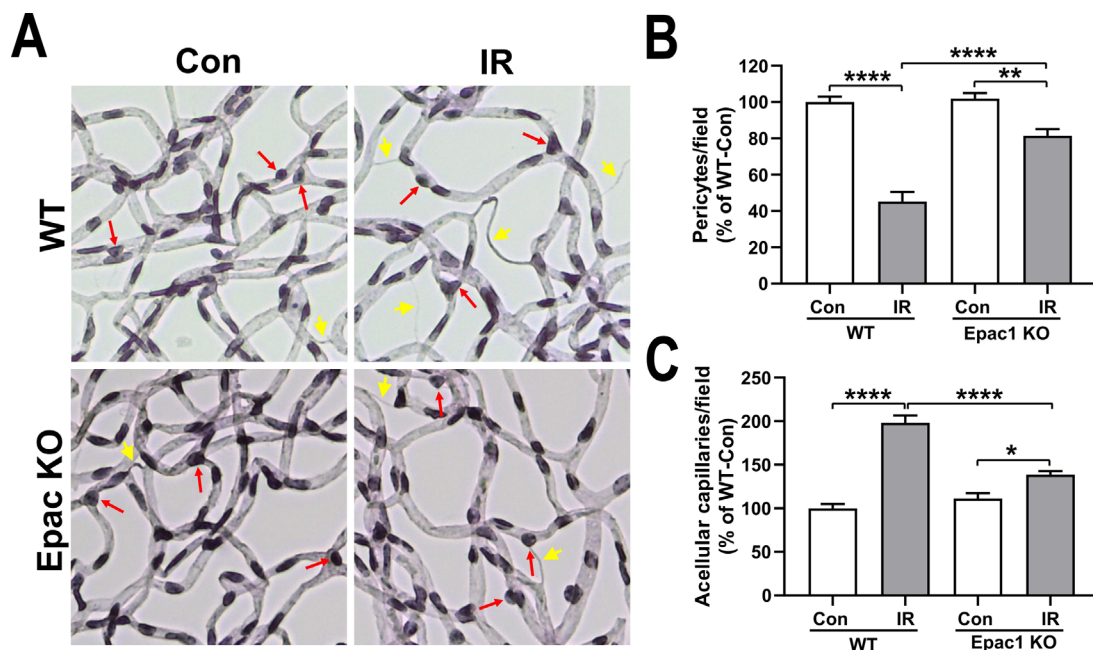 A
Con
IR
WT
Epac KO
B
Pericytes/field
(% of WT-Con)
120
100
80
60
40
20
0
****
****
**
Con
IR
Con
IR
WT
Epac1 KO
C
Acellular capillaries/field
(% of WT-Con)
250
200
150
100
50
0
****
****
*
Con
IR
Con
IR
WT
Epac1 KO